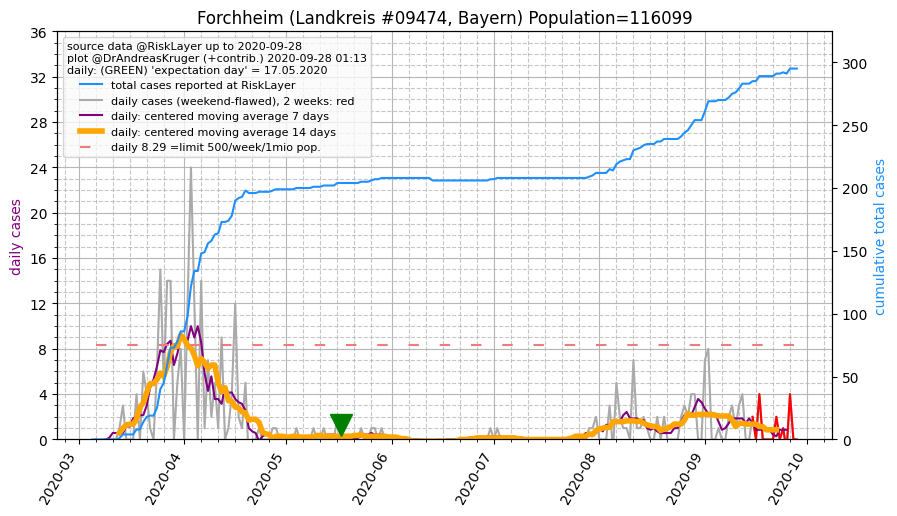 Forchheim (Landkreis #09474, Bayern) Population=116099
source data @RiskLayer up to 2020-09-28
plot @DrAndreasKruger (+contrib.) 2020-09-28 01:13
daily: (GREEN) 'expectation day' = 17.05.2020
total cases reported at RiskLayer
daily cases (weekend-flawed), 2 weeks: red
daily: centered moving average 7 days
daily: centered moving average 14 days
daily 8.29 =limit 500/week/1mio pop.
daily cases
36
32
28
24
20
16
12
8
4
0
300
250
200
150
100
50
0
cumulative total cases
2020-03
2020-04
2020-05
2020-06
2020-07
2020-08
2020-09
2020-10